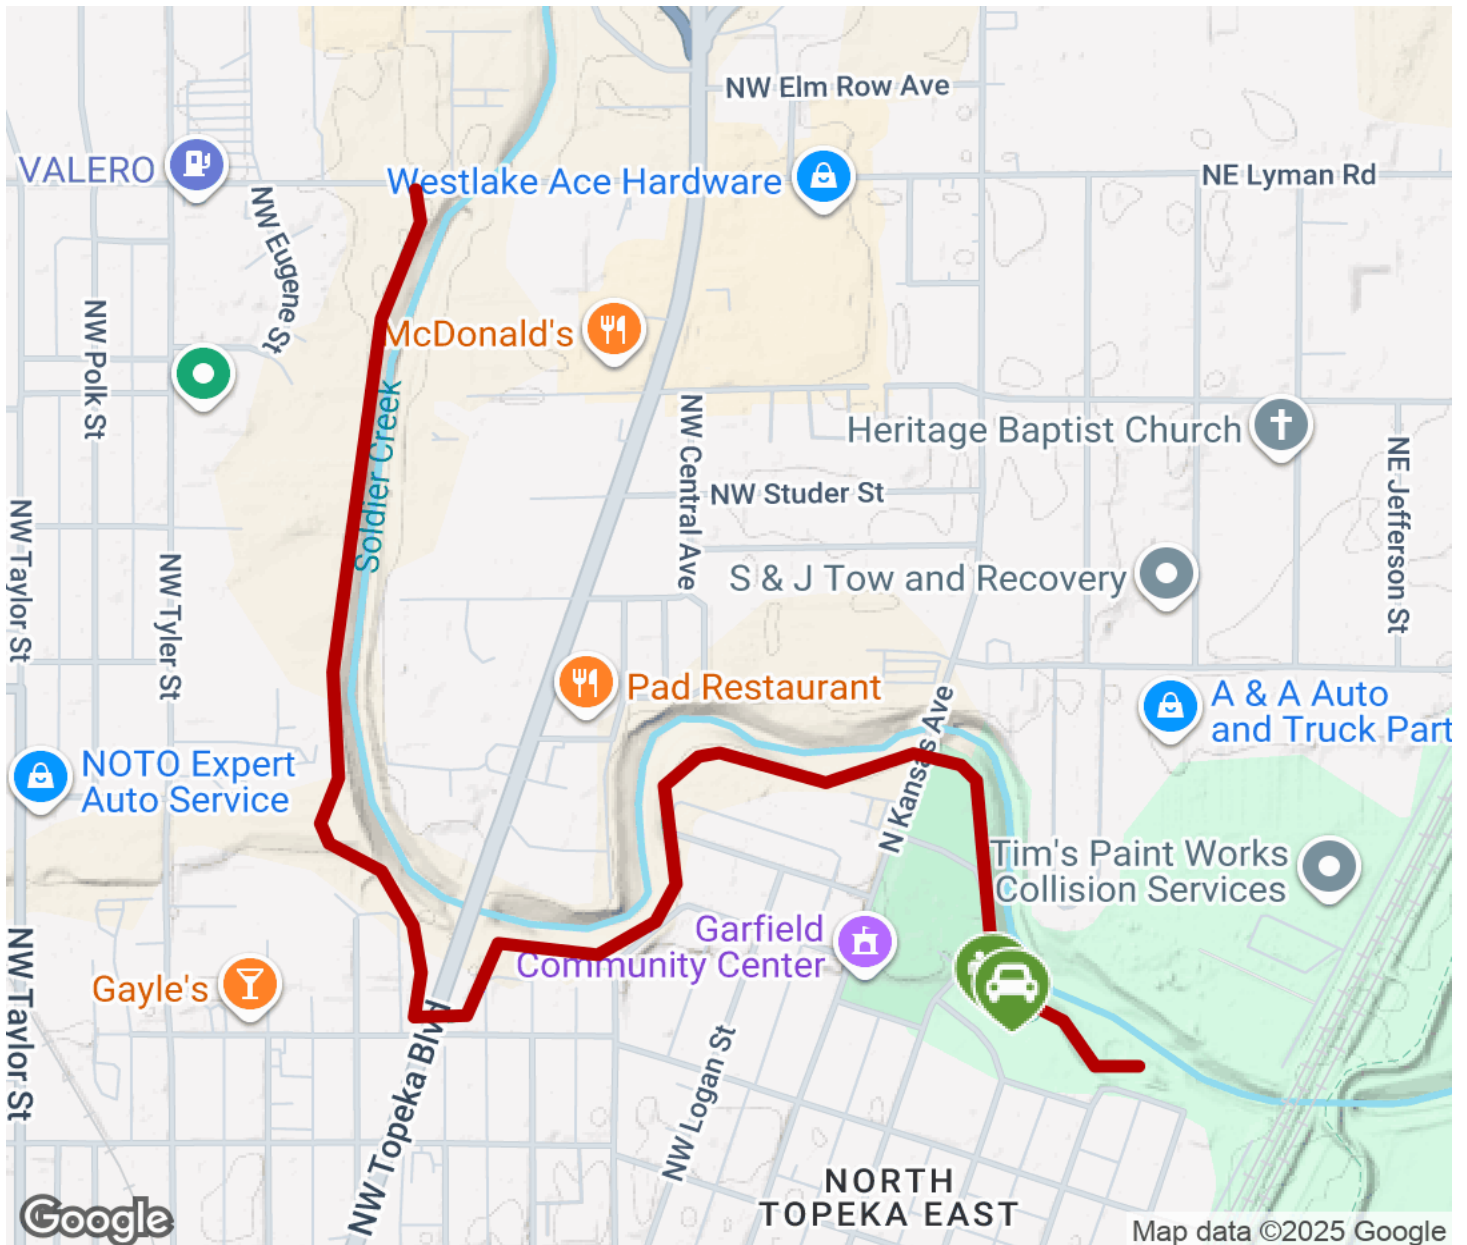 NW Elm Row Ave
VALERO
Westlake Ace Hardware
NE Lyman Rd
NW Eugene St
NW Polk St
McDonald's
Soldier Creek
NW Central Ave
Heritage Baptist Church
NW Studer St
NE Jefferson St
NW Taylor St
NW Tyler St
S & J Tow and Recovery
Pad Restaurant
N Kansas Ave
A & A Auto
and Truck Part
NOTO Expert
Auto Service
Tim's Paint Works
Collision Services
Garfield
Community Center
Gayle's
NW Taylor St
NW Topeka Blvd
NW Logan St
NORTH
TOPEKA EAST
Google
Map data ©2025 Google